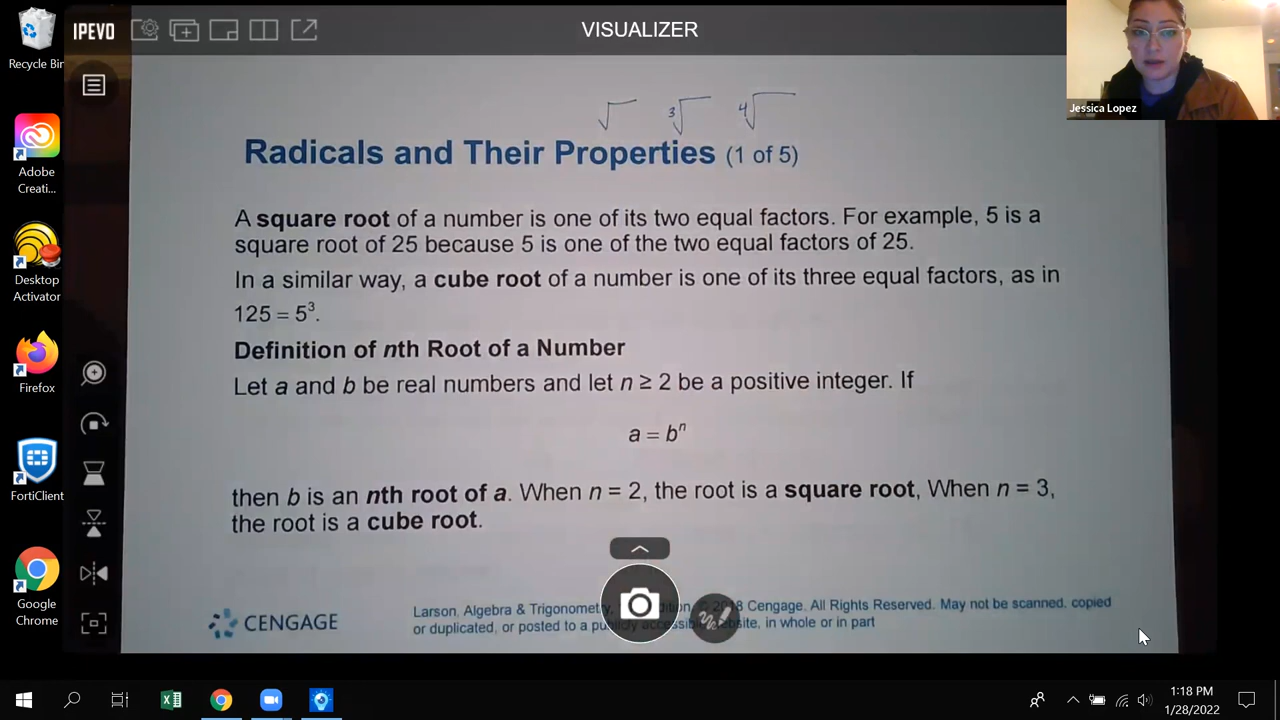 Recycle Bin
IPEVO
VISUALIZER
Jessica Lopez
√ ∛ ∜
Radicals and Their Properties (1 of 5)
Adobe
Creati...
A square root of a number is one of its two equal factors. For example, 5 is a
square root of 25 because 5 is one of the two equal factors of 25.
In a similar way, a cube root of a number is one of its three equal factors, as in
125 = 5³.
Desktop
Activator
Definition of nth Root of a Number
Let a and b be real numbers and let n ≥ 2 be a positive integer. If
a = bⁿ
Firefox
then b is an nth root of a. When n = 2, the root is a square root, When n = 3,
the root is a cube root.
FortiClient
Google
Chrome
CENGAGE
Larson, Algebra & Trigonometry, Cengage. All Rights Reserved. May not be scanned, copied
or duplicated, or posted to a publicly accessible website, in whole or in part
1:18 PM
1/28/2022